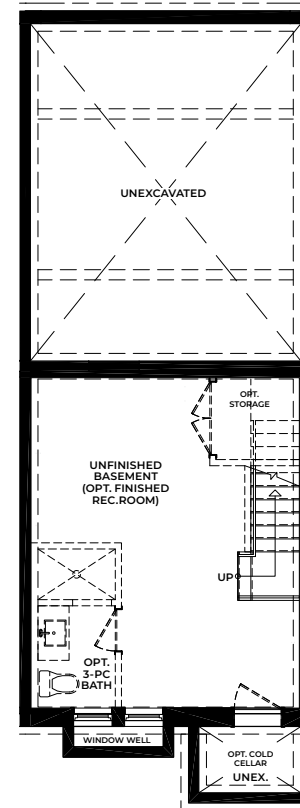 UNEXCAVATED
OPT.
STORAGE
UNFINISHED
BASEMENT
(OPT. FINISHED
REC.ROOM)
UP
OPT.
3-PC
BATH
WINDOW WELL
OPT. COLD
CELLAR
UNEX.